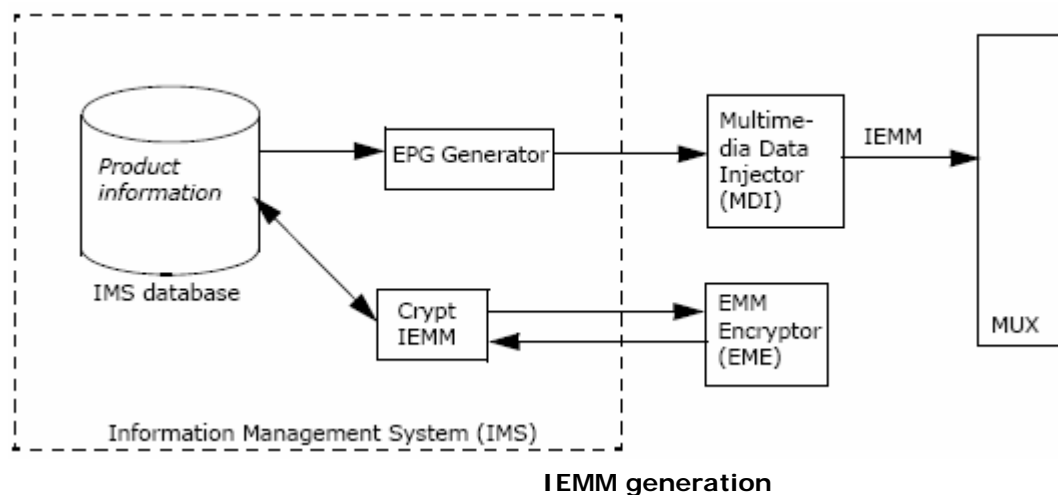 Product
information
IMS database
EPG Generator
Multime-
dia Data
Injector
(MDI)
IEMM
Crypt
IEMM
EMM
Encryptor
(EME)
MUX
Information Management System (IMS)
IEMM generation